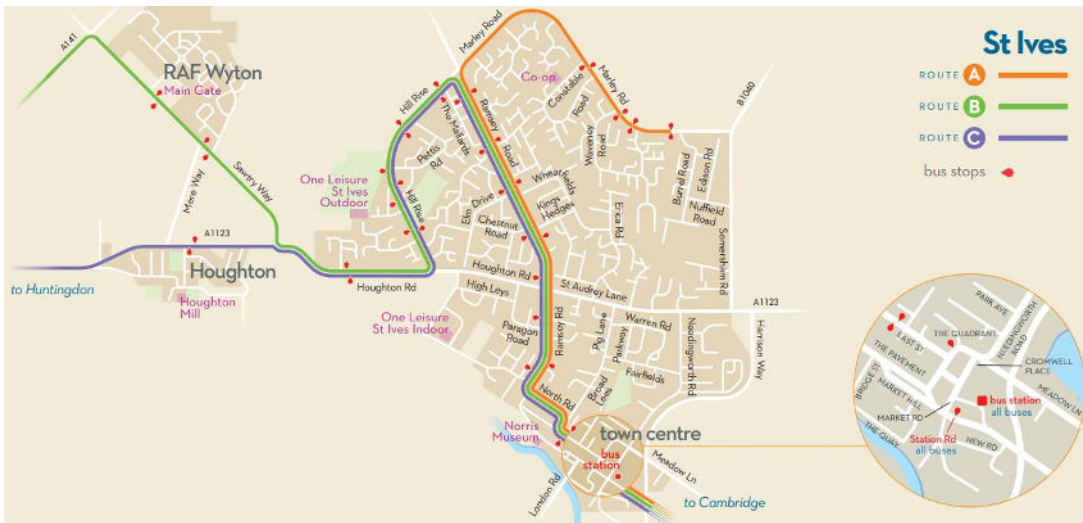 St Ives
ROUTE A
ROUTE B
ROUTE C
bus stops
A141
RAF Wyton
Main Gate
Sawtry Way
More Way
A1123
to Huntingdon
Houghton
Houghton
Mill
Marley Road
Co-op
Constable
Road
Marley Rd
Waveney
Road
B1040
Hill Rise
The Mallards
Ramsey
Road
Pettis
Rd
One Leisure
St Ives
Outdoor
Hill Rise
Elm Drive
Wheatfields
Kings
Hedges
Chestnut
Road
Erica Rd
Burrel Road
Edison Rd
Nuffield
Road
Somersham Rd
Houghton Rd
Houghton Rd
High Leys
St Audrey Lane
A1123
One Leisure
St Ives Indoor
Paragon
Road
Ramsey Rd
Pig Lane
Warren Rd
Parkway
Needingworth Rd
Harrison Way
Fairfields
Broad
Lees
North Rd
Norris
Museum
town centre
bus
station
Meadow Ln
London Rd
to Cambridge
PARK AVE
EAST ST
THE QUADRANT
NEEDINGWORTH
ROAD
THE PAVEMENT
CROMWELL
PLACE
BRIDGE ST
MARKET HILL
MEADOW LN
bus station
all buses
MARKET RD
THE QUAY
Station Rd
all buses
NEW RD